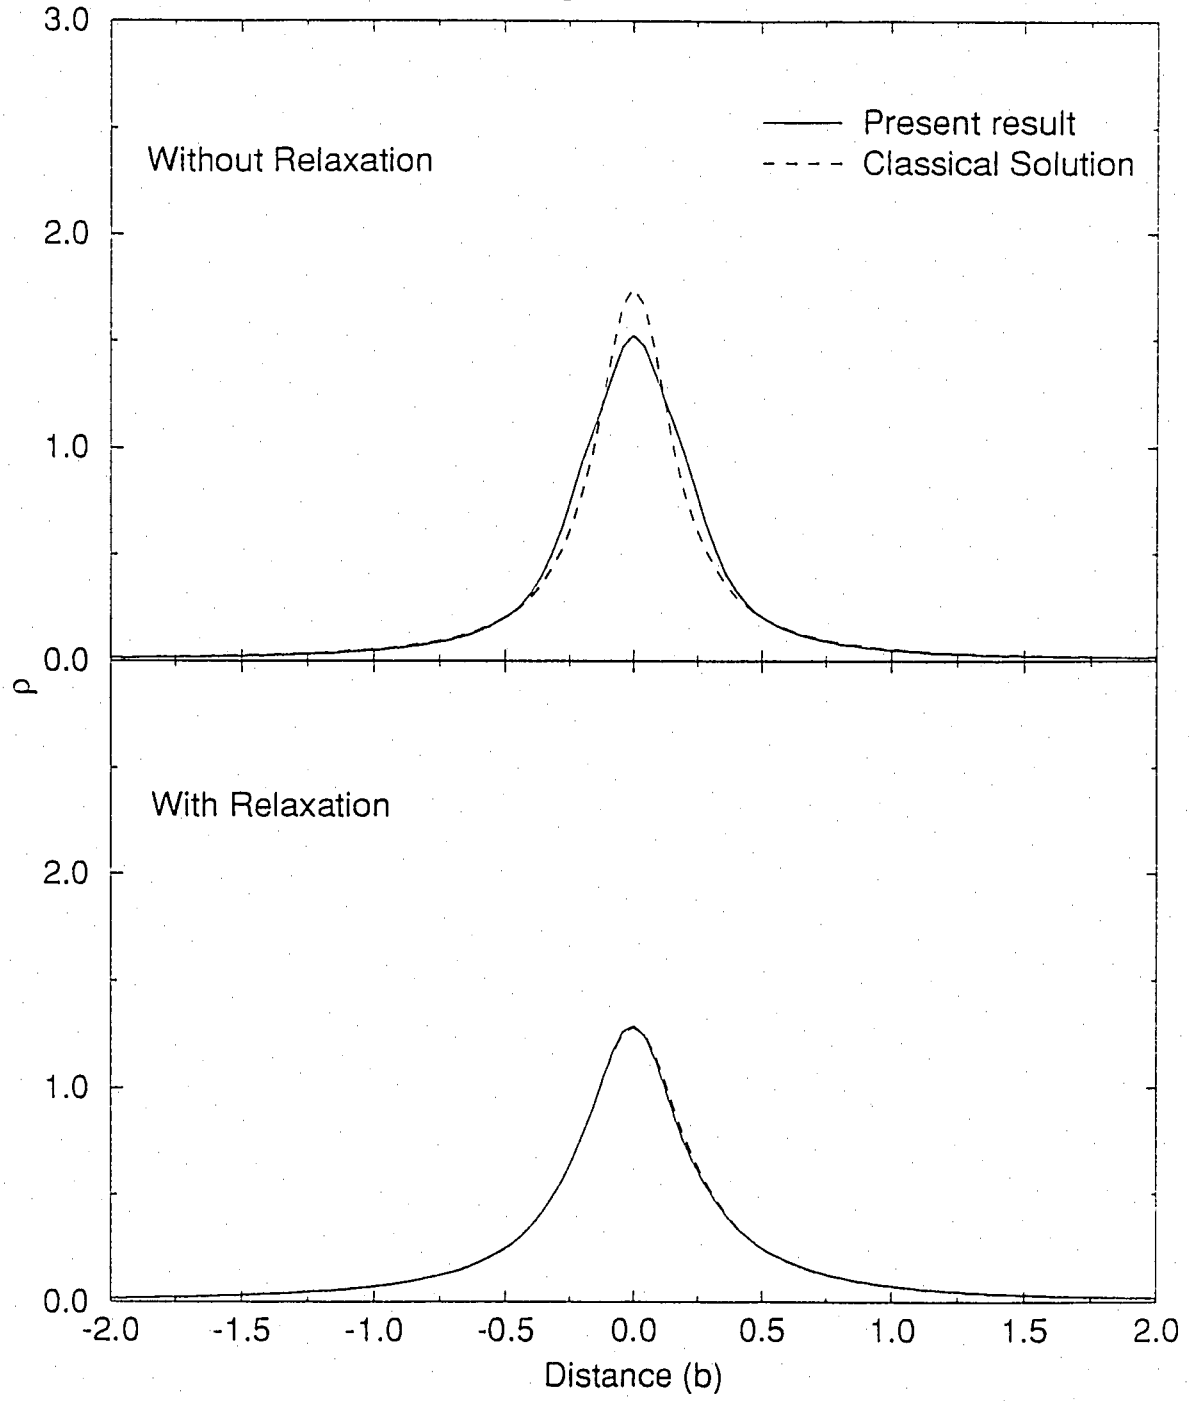 3.0
Present result
Without Relaxation
Classical Solution
2.0
1.0
0.0
ρ
With Relaxation
2.0
1.0
0.0
-2.0 -1.5 -1.0 -0.5 0.0 0.5 1.0 1.5 2.0
Distance (b)